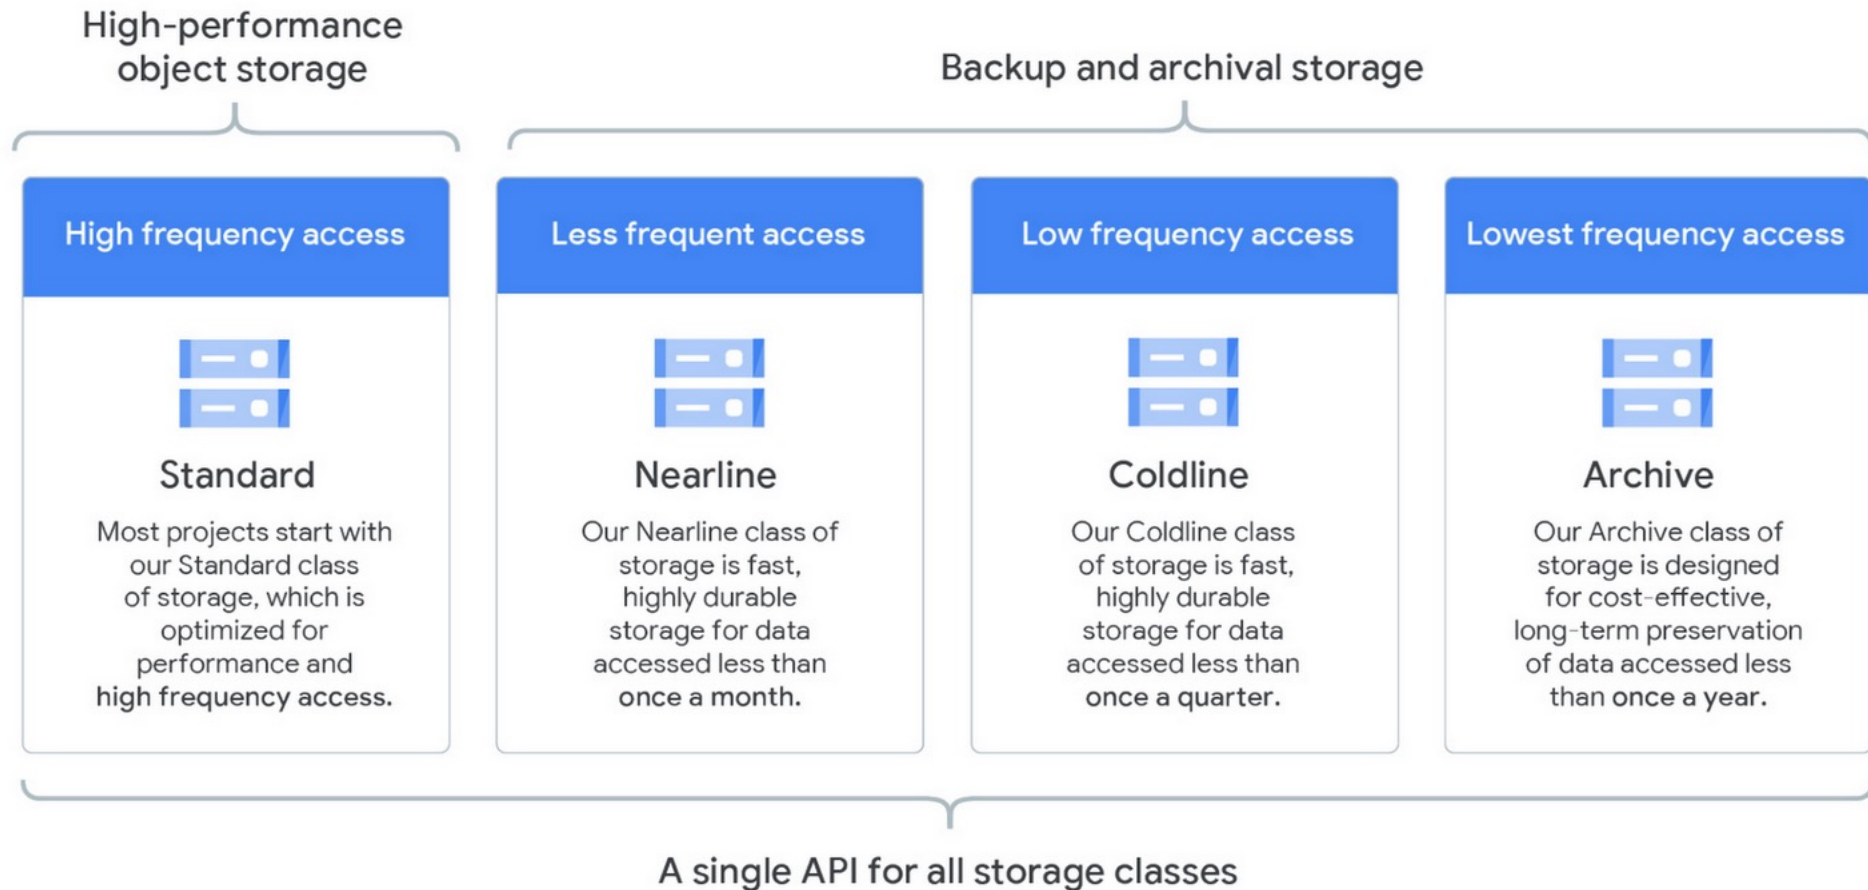 High-performance
object storage
Backup and archival storage
High frequency access
Standard
Most projects start with
our Standard class
of storage, which is
optimized for
performance and
high frequency access.
Less frequent access
Nearline
Our Nearline class of
storage is fast,
highly durable
storage for data
accessed less than
once a month.
Low frequency access
Coldline
Our Coldline class
of storage is fast,
highly durable
storage for data
accessed less than
once a quarter.
Lowest frequency access
Archive
Our Archive class of
storage is designed
for cost-effective,
long-term preservation
of data accessed less
than once a year.
A single API for all storage classes